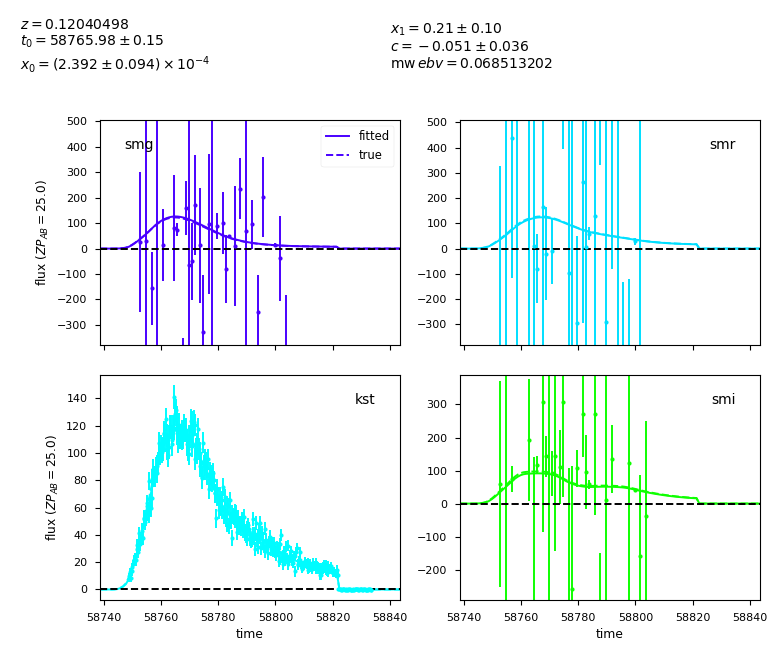 z = 0.12040498
t₀ = 58765.98 ± 0.15
x₀ = (2.392 ± 0.094) × 10⁻⁴
x₁ = 0.21 ± 0.10
c = −0.051 ± 0.036
mw ebv = 0.068513202
500
400
300
200
100
0
−100
−200
−300
flux (ZP_AB = 25.0)
smg
fitted
true
500
400
300
200
100
0
−100
−200
−300
smr
140
120
100
80
60
40
20
0
flux (ZP_AB = 25.0)
kst
58740 58760 58780 58800 58820 58840
time
300
200
100
0
−100
−200
smi
58740 58760 58780 58800 58820 58840
time